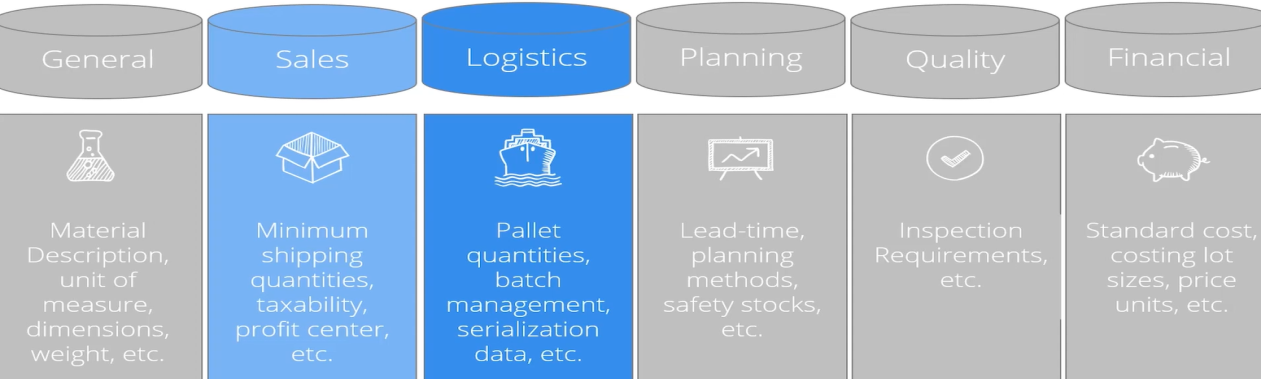 General
Sales
Logistics
Planning
Quality
Financial
Material
Description,
unit of
measure,
dimensions,
weight, etc.
Minimum
shipping
quantities,
taxability,
profit center,
etc.
Pallet
quantities,
batch
management,
serialization
data, etc.
Lead-time,
planning
methods,
safety stocks,
etc.
Inspection
Requirements,
etc.
Standard cost,
costing lot
sizes, price
units, etc.